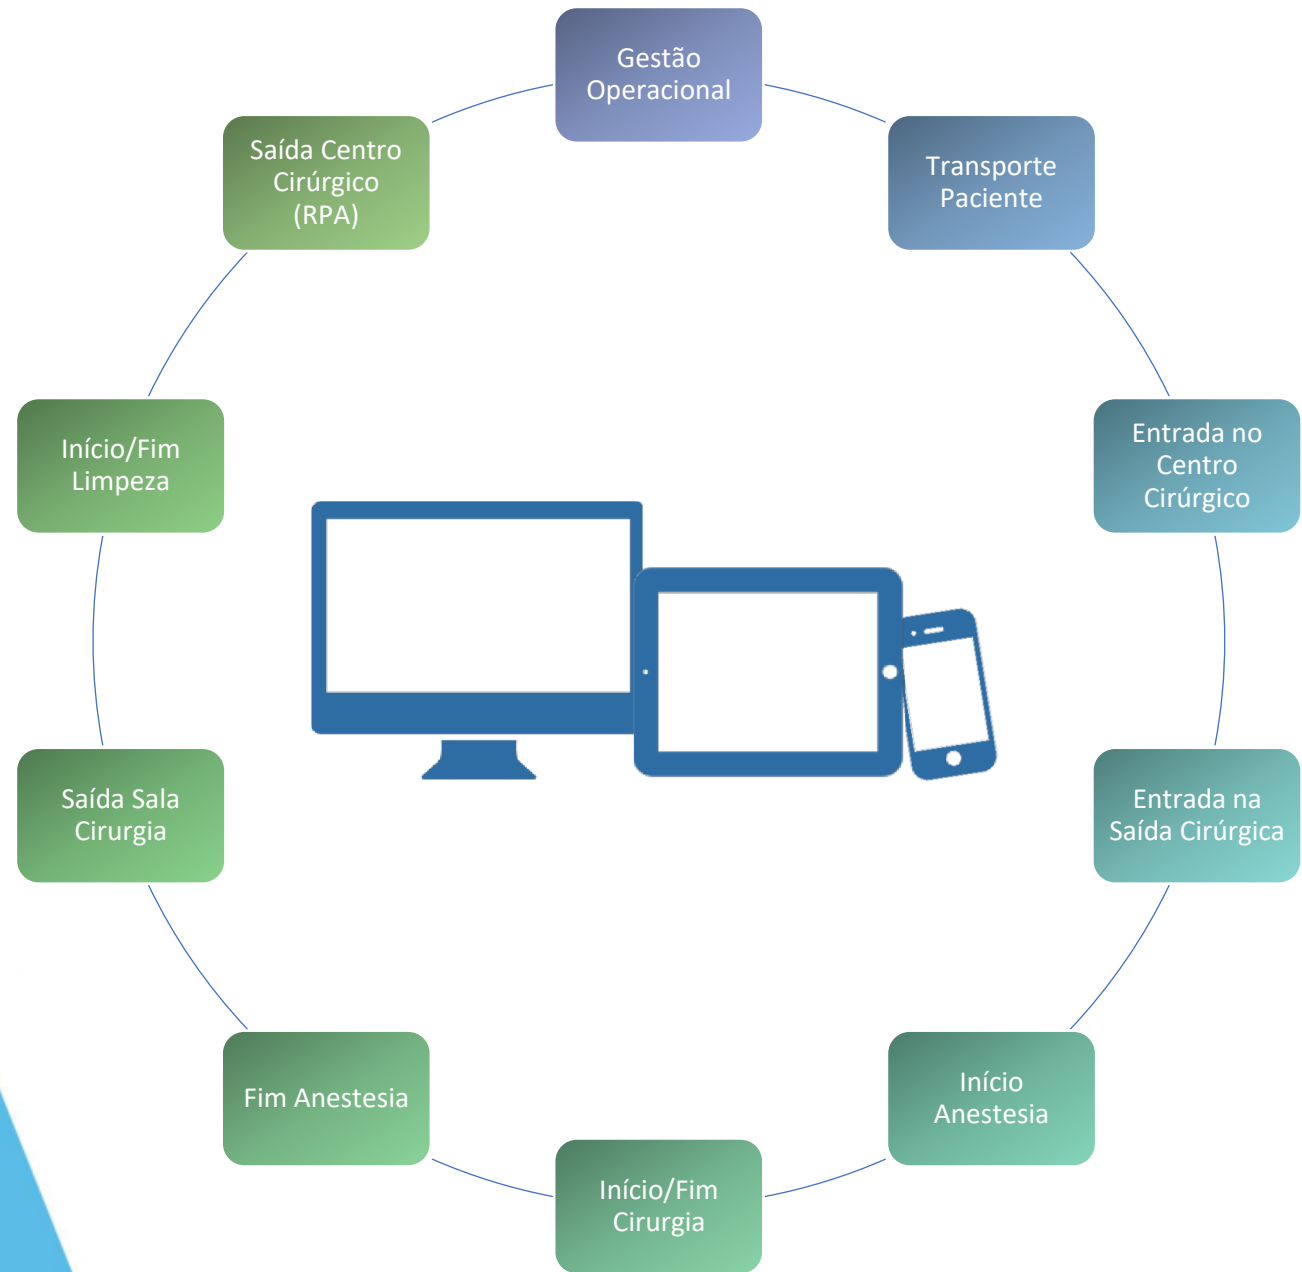 Gestão
Operacional
Transporte
Paciente
Entrada no
Centro
Cirúrgico
Entrada na
Saída Cirúrgica
Início
Anestesia
Início/Fim
Cirurgia
Fim Anestesia
Saída Sala
Cirurgia
Início/Fim
Limpeza
Saída Centro
Cirúrgico
(RPA)